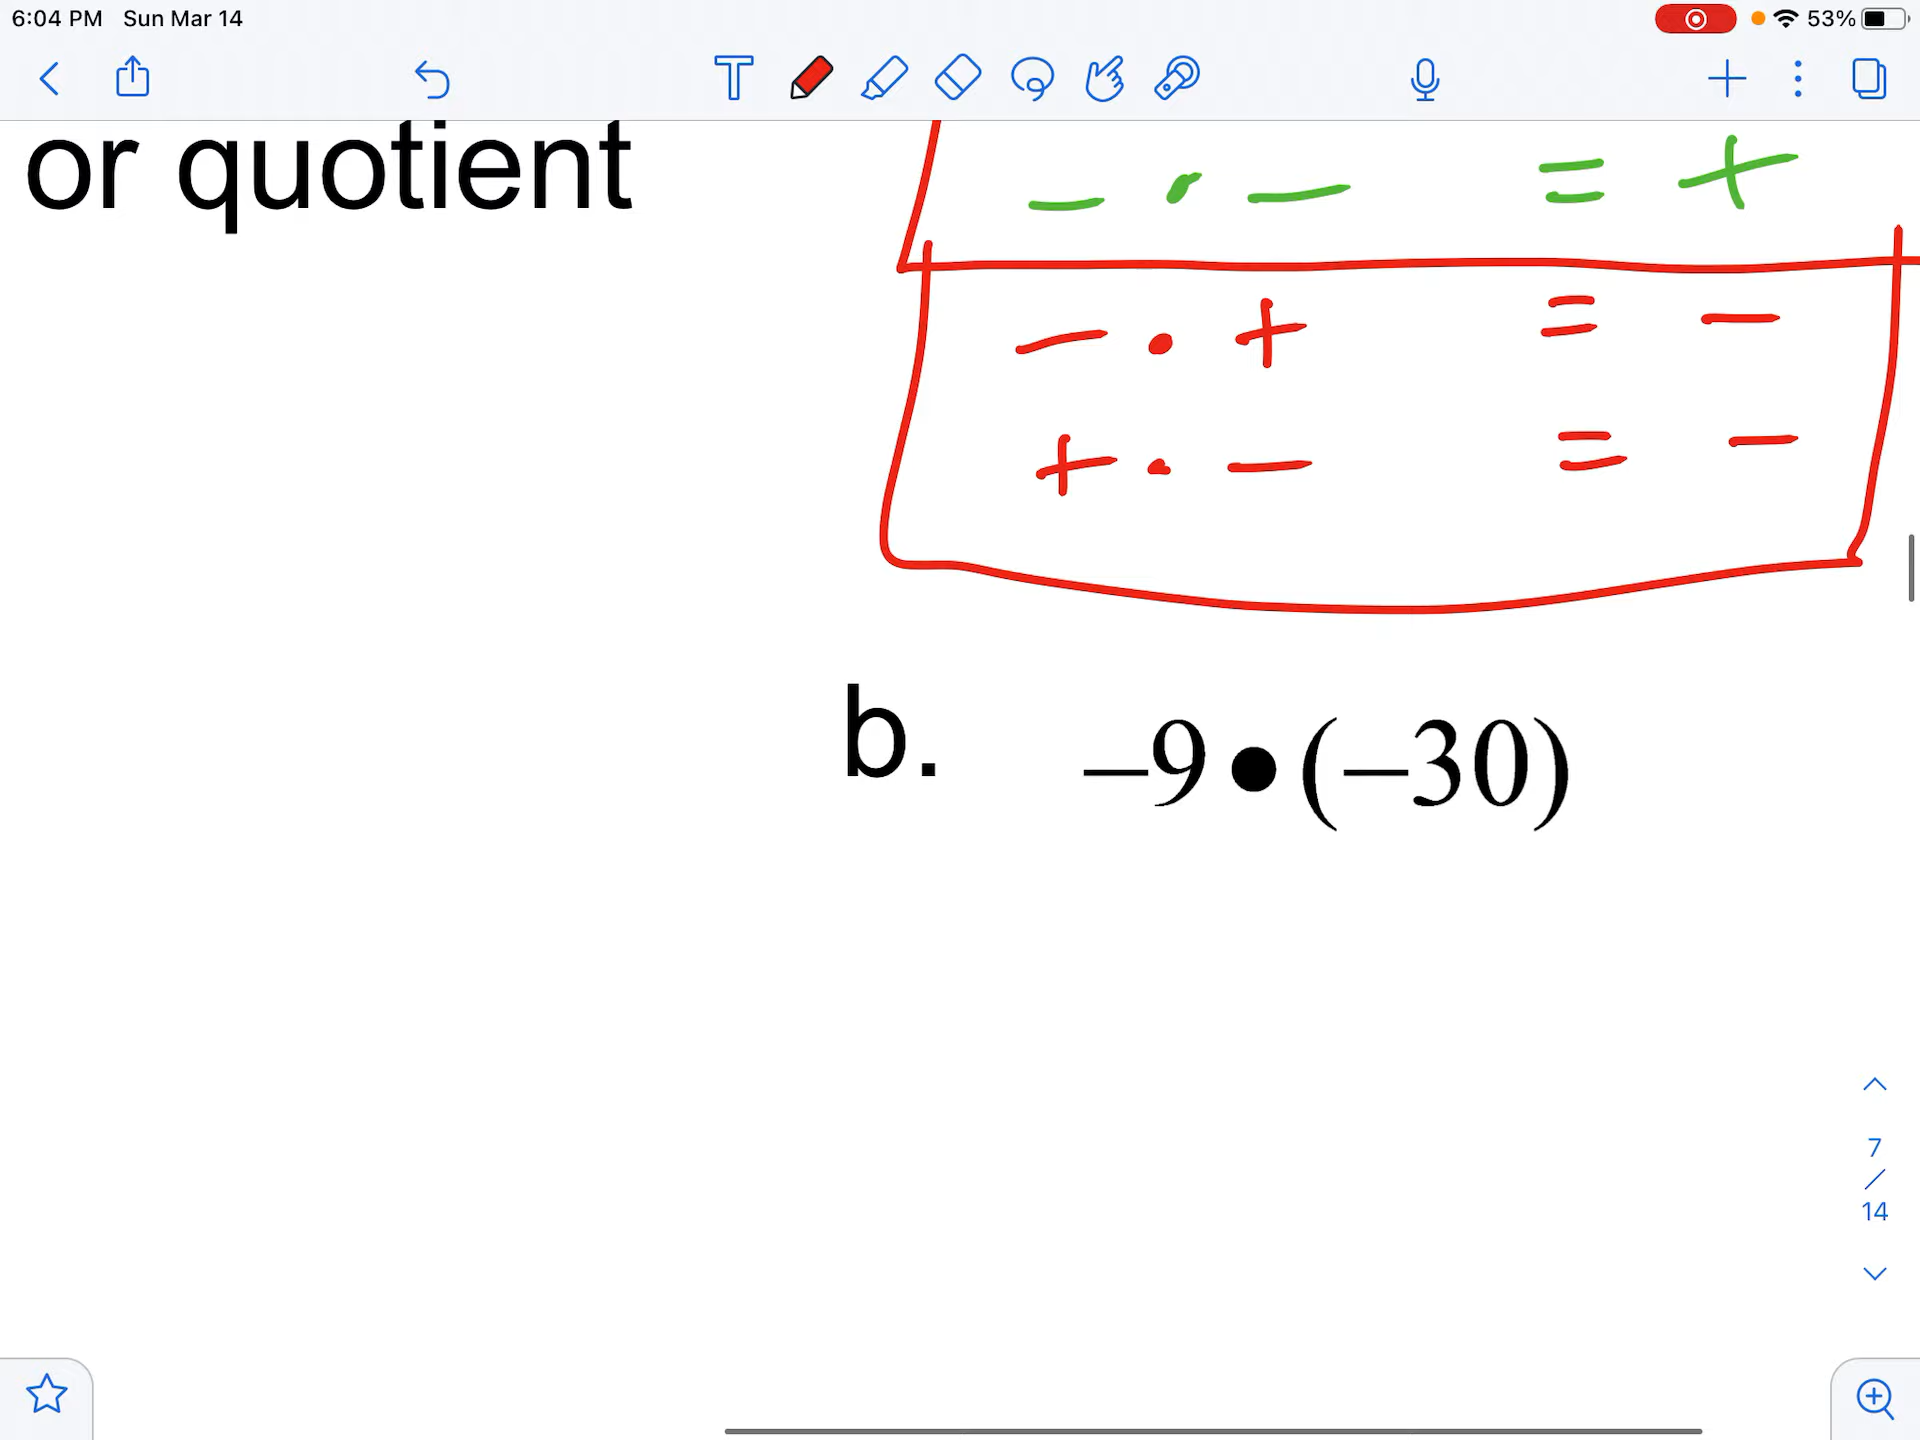 6:04 PM Sun Mar 14
53%
T
or quotient
− • − = +
− • + = −
+ • − = −
b. –9•(–30)
7
/
14